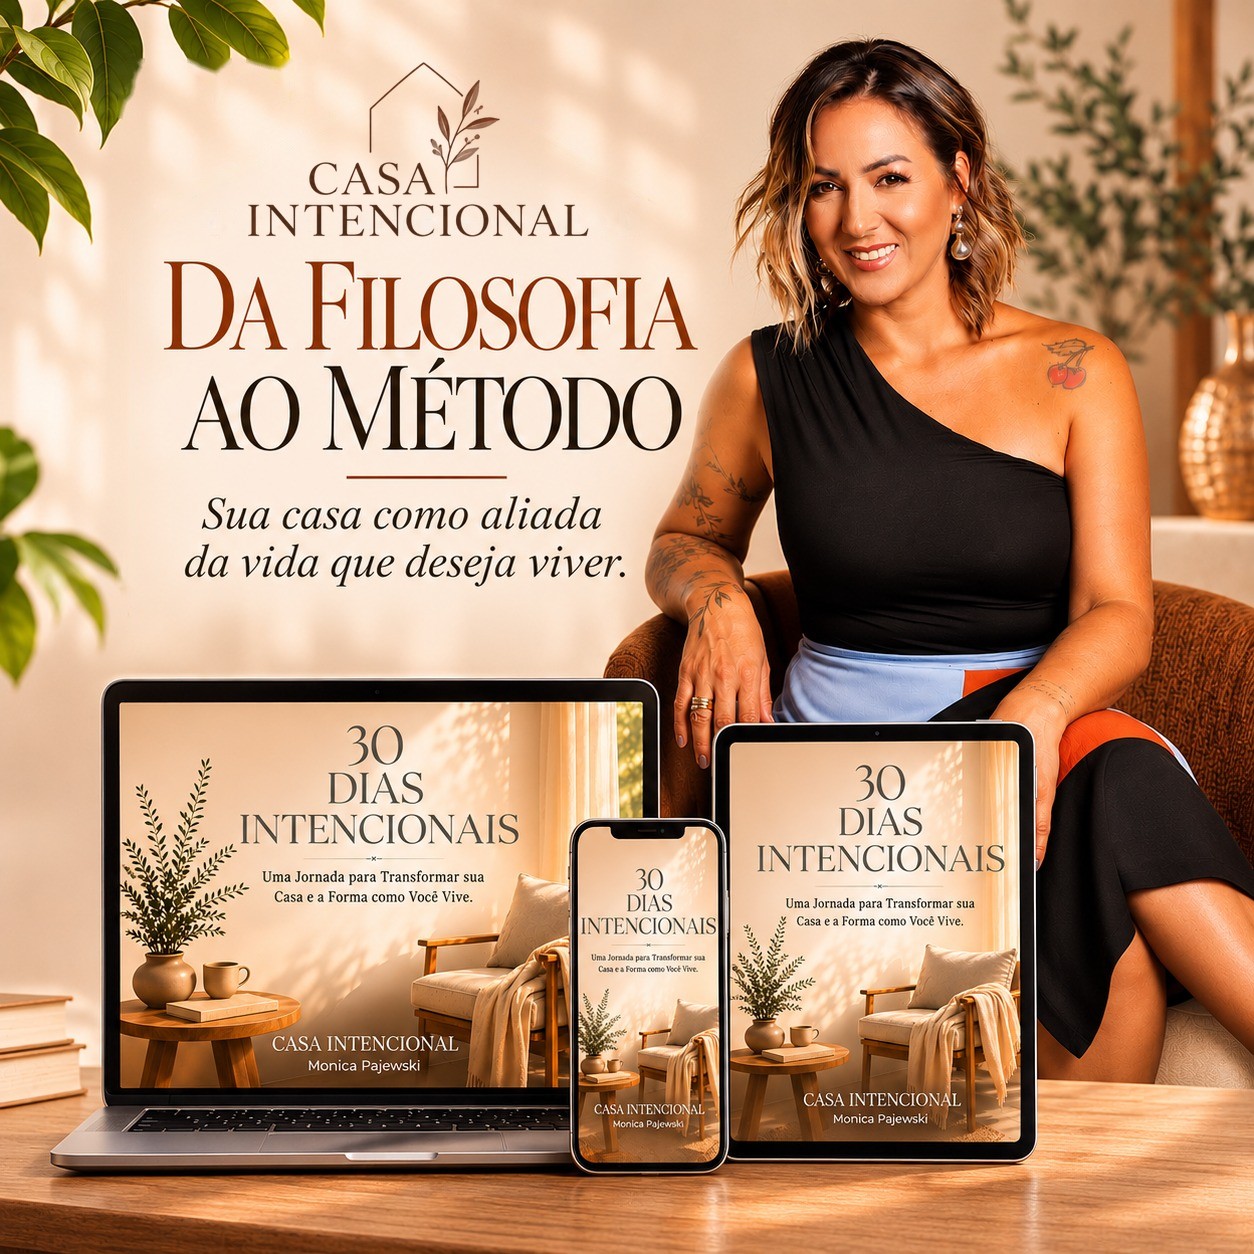 CASA
INTENCIONAL
DA FILOSOFIA
AO MÉTODO
Sua casa como aliada
da vida que deseja viver.
30
DIAS
INTENCIONAIS
Uma Jornada para Transformar sua
Casa e a Forma como Você Vive.
CASA INTENCIONAL
Monica Pajewski
30
DIAS
INTENCIONAIS
Uma Jornada para Transformar sua
Casa e a Forma como Você Vive.
CASA INTENCIONAL
Monica Pajewski
30
DIAS
INTENCIONAIS
Uma Jornada para Transformar sua
Casa e a Forma como Você Vive.
CASA INTENCIONAL
Monica Pajewski